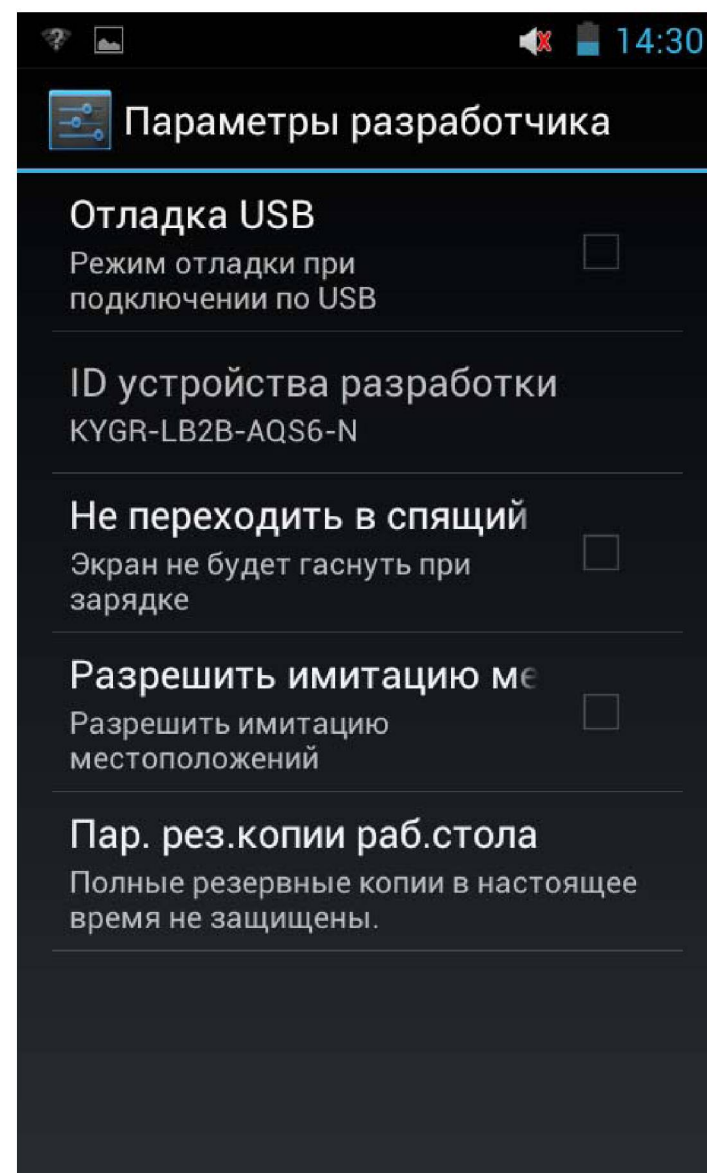 14:30
Параметры разработчика
Отладка USB
Режим отладки при
подключении по USB
ID устройства разработки
KYGR-LB2B-AQS6-N
Не переходить в спящий
Экран не будет гаснуть при
зарядке
Разрешить имитацию ме
Разрешить имитацию
местоположений
Пар. рез.копии раб.стола
Полные резервные копии в настоящее
время не защищены.